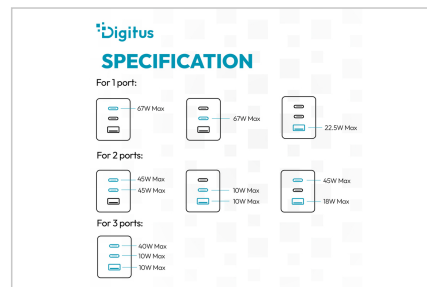 Digitus
SPECIFICATION
For 1 port:
67W Max
67W Max
22.5W Max
For 2 ports:
45W Max
45W Max
10W Max
10W Max
45W Max
18W Max
For 3 ports:
40W Max
10W Max
10W Max